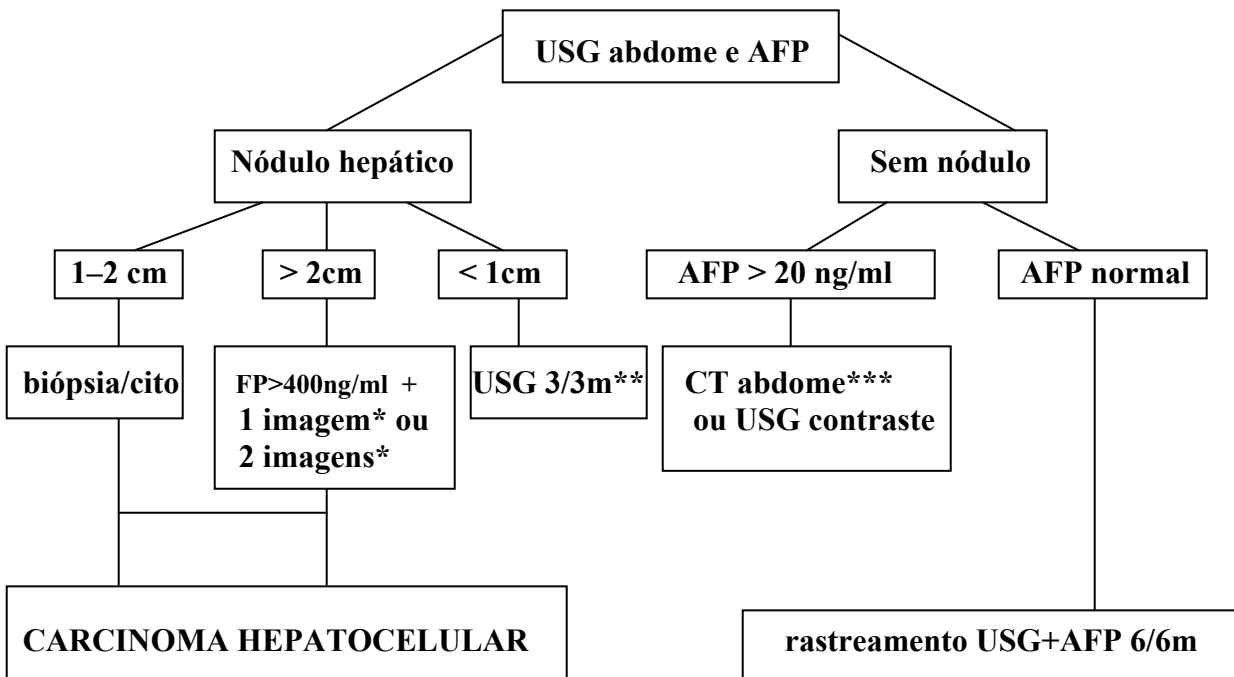 USG abdome e AFP
Nódulo hepático
Sem nódulo
1–2 cm
> 2cm
< 1cm
AFP > 20 ng/ml
AFP normal
biópsia/cito
FP>400ng/ml +
1 imagem* ou
2 imagens*
USG 3/3m**
CT abdome***
ou USG contraste
CARCINOMA HEPATOCELULAR
rastreamento USG+AFP 6/6m